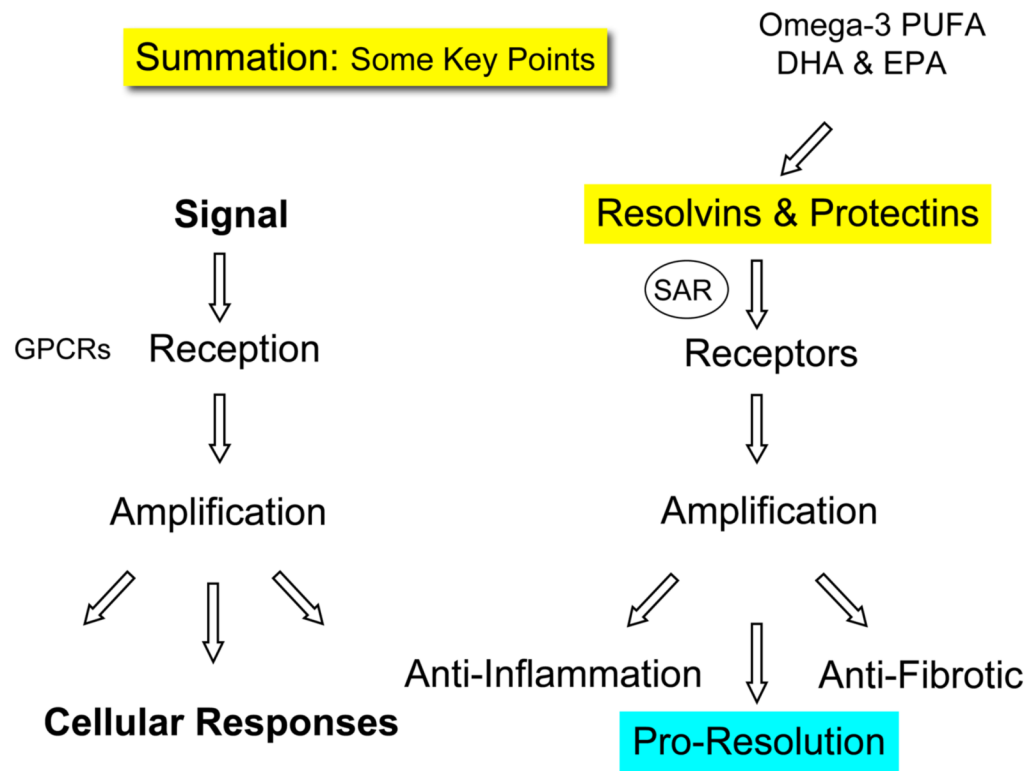 Summation: Some Key Points
Omega-3 PUFA
DHA & EPA
Signal
Resolvins & Protectins
SAR
GPCRs Reception
Receptors
Amplification
Amplification
Anti-Inflammation
Anti-Fibrotic
Cellular Responses
Pro-Resolution